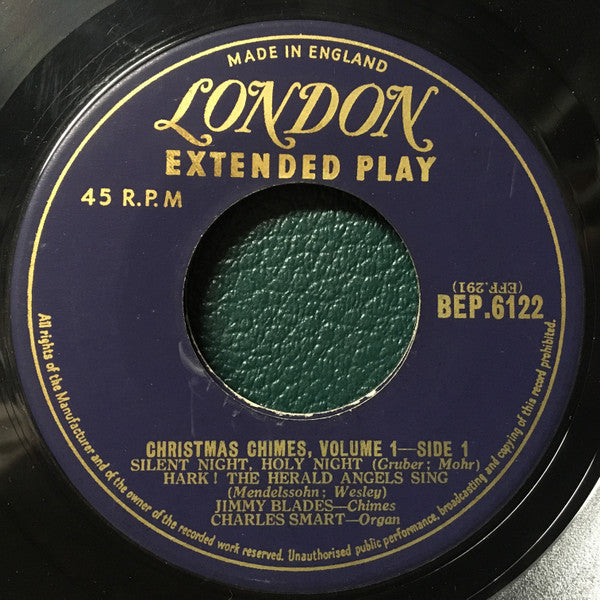 MADE IN ENGLAND
LONDON
EXTENDED PLAY
45 R.P.M
(EPF.291)
BEP.6122
CHRISTMAS CHIMES, VOLUME 1—SIDE 1
SILENT NIGHT, HOLY NIGHT (Gruber; Mohr)
HARK! THE HERALD ANGELS SING
(Mendelssohn; Wesley)
JIMMY BLADES—Chimes
CHARLES SMART—Organ
All rights of the Manufacturer and of the owner of the recorded work reserved. Unauthorised public performance, broadcasting and copying of this record prohibited.